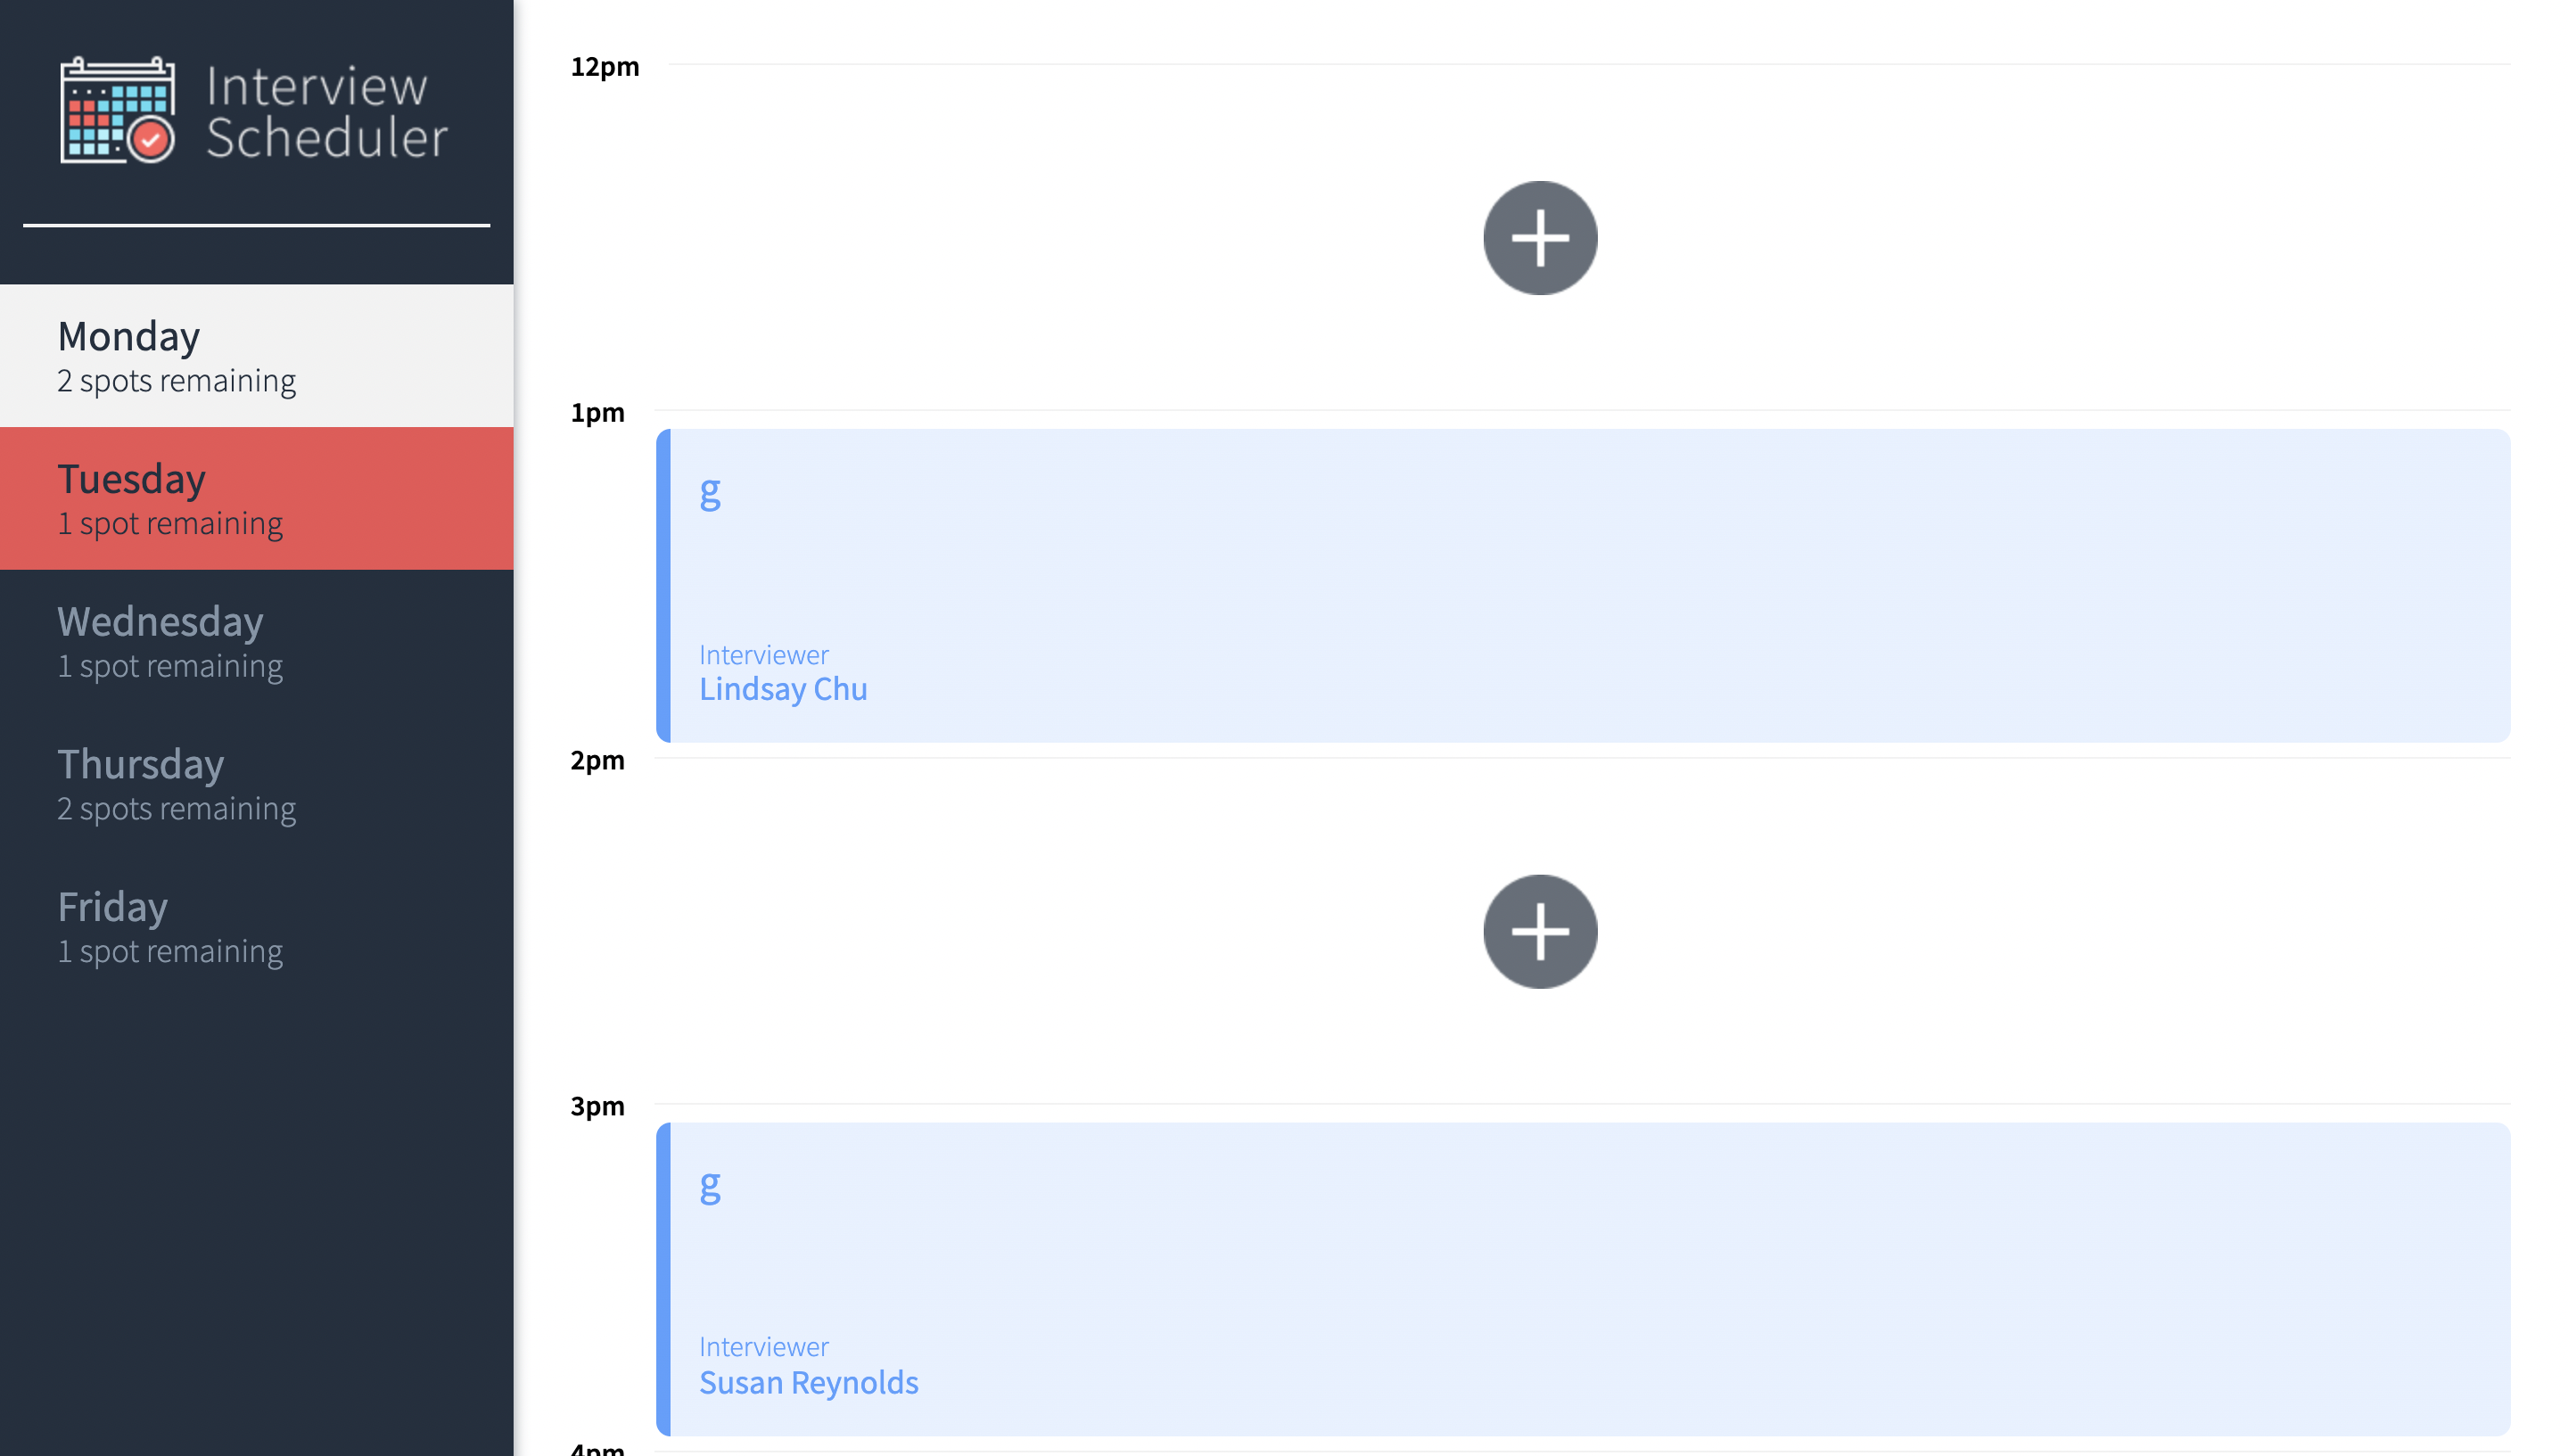 Interview
Scheduler
Monday
2 spots remaining
Tuesday
1 spot remaining
Wednesday
1 spot remaining
Thursday
2 spots remaining
Friday
1 spot remaining
12pm
1pm
g
Interviewer
Lindsay Chu
2pm
3pm
g
Interviewer
Susan Reynolds
4pm